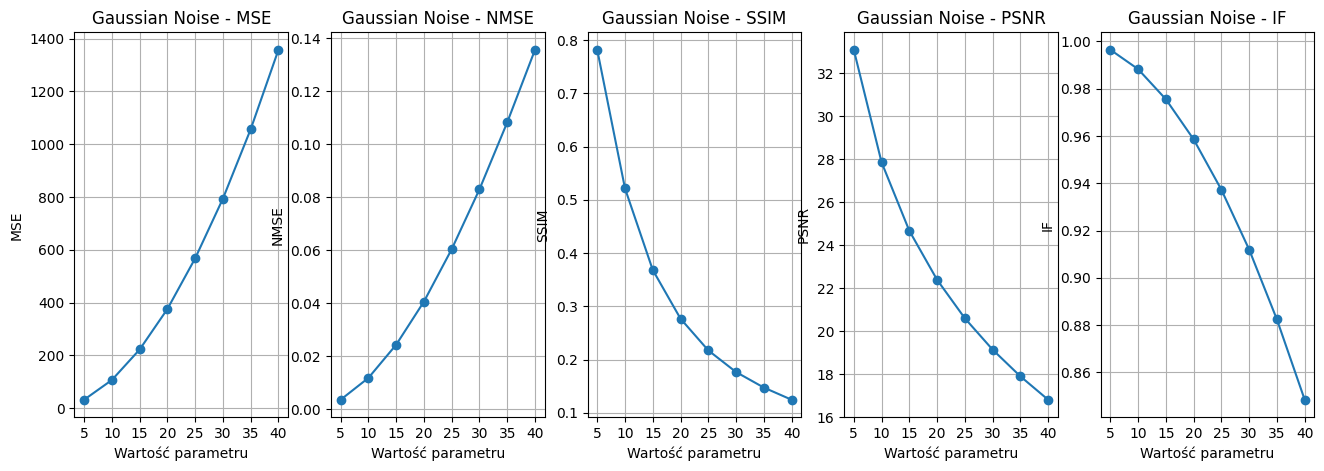 Gaussian Noise - MSE
MSE
1400
1200
1000
800
600
400
200
0
5 10 15 20 25 30 35 40
Wartość parametru
Gaussian Noise - NMSE
NMSE
0.14
0.12
0.10
0.08
0.06
0.04
0.02
0.00
5 10 15 20 25 30 35 40
Wartość parametru
Gaussian Noise - SSIM
SSIM
0.8
0.7
0.6
0.5
0.4
0.3
0.2
0.1
5 10 15 20 25 30 35 40
Wartość parametru
Gaussian Noise - PSNR
PSNR
32
30
28
26
24
22
20
18
16
5 10 15 20 25 30 35 40
Wartość parametru
Gaussian Noise - IF
IF
1.00
0.98
0.96
0.94
0.92
0.90
0.88
0.86
5 10 15 20 25 30 35 40
Wartość parametru